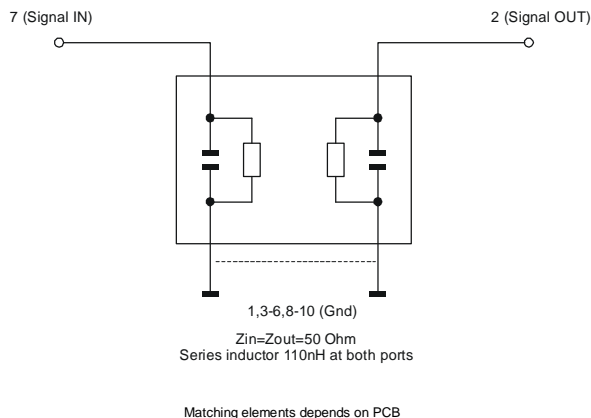 7 (Signal IN)
2 (Signal OUT)
1,3-6,8-10 (Gnd)
Zin=Zout=50 Ohm
Series inductor 110nH at both ports
Matching elements depends on PCB